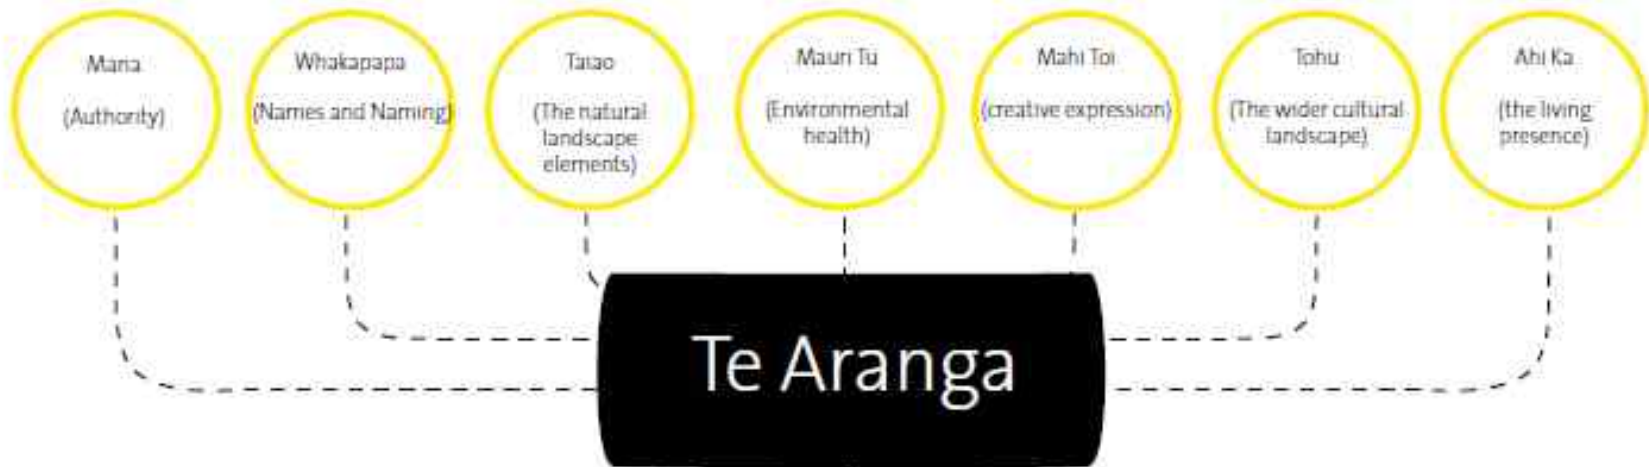 Mana
(Authority)
Whakapapa
(Names and Naming)
Taiao
(The natural
landscape
elements)
Mauri Tu
(Environmental
health)
Mahi Toi
(creative expression)
Tohu
(The wider cultural
landscape)
Ahi Ka
(the living
presence)
Te Aranga